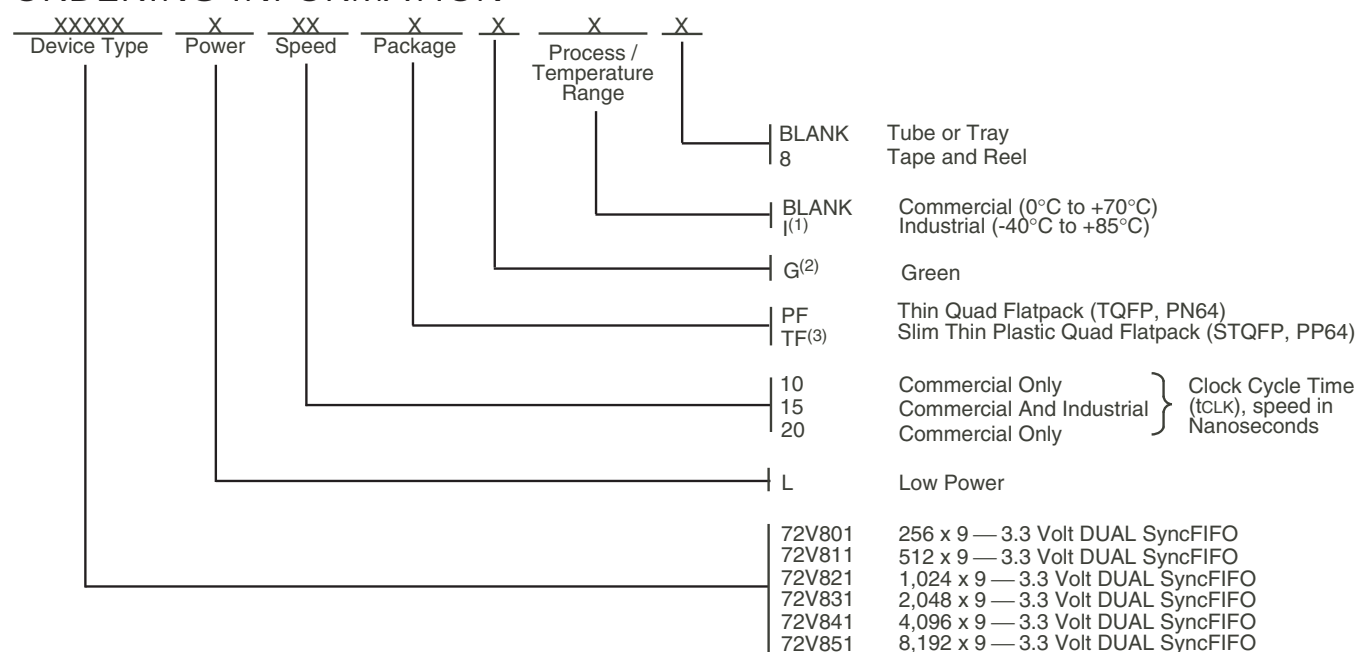 ORDERING INFORMATION
XXXXX X XX X X X X
Device Type Power Speed Package Process /
Temperature
Range
BLANK Tube or Tray
8 Tape and Reel
BLANK Commercial (0°C to +70°C)
I(1) Industrial (-40°C to +85°C)
G(2) Green
PF Thin Quad Flatpack (TQFP, PN64)
TF(3) Slim Thin Plastic Quad Flatpack (STQFP, PP64)
10 Commercial Only
15 Commercial And Industrial
20 Commercial Only
Clock Cycle Time
(tCLK), speed in
Nanoseconds
L Low Power
72V801 256 x 9 — 3.3 Volt DUAL SyncFIFO
72V811 512 x 9 — 3.3 Volt DUAL SyncFIFO
72V821 1,024 x 9 — 3.3 Volt DUAL SyncFIFO
72V831 2,048 x 9 — 3.3 Volt DUAL SyncFIFO
72V841 4,096 x 9 — 3.3 Volt DUAL SyncFIFO
72V851 8,192 x 9 — 3.3 Volt DUAL SyncFIFO